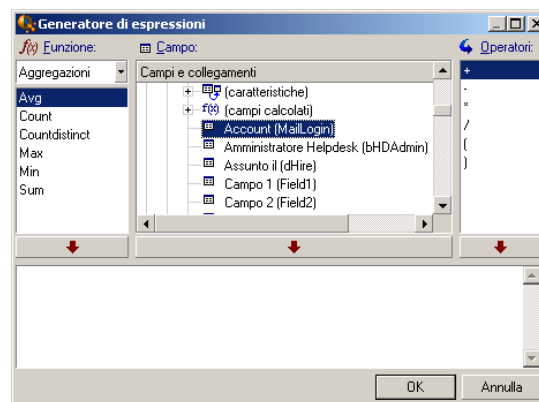 Generatore di espressioni
f(x) Funzione:
Campo:
Operatori:
Aggregazioni
Avg
Count
Countdistinct
Max
Min
Sum
Campi e collegamenti
(caratteristiche)
f(x) (campi calcolati)
Account (MailLogin)
Amministratore Helpdesk (bHDAdmin)
Assunto il (dHire)
Campo 1 (Field1)
Campo 2 (Field2)
+
-
*
/
(
)
OK
Annulla